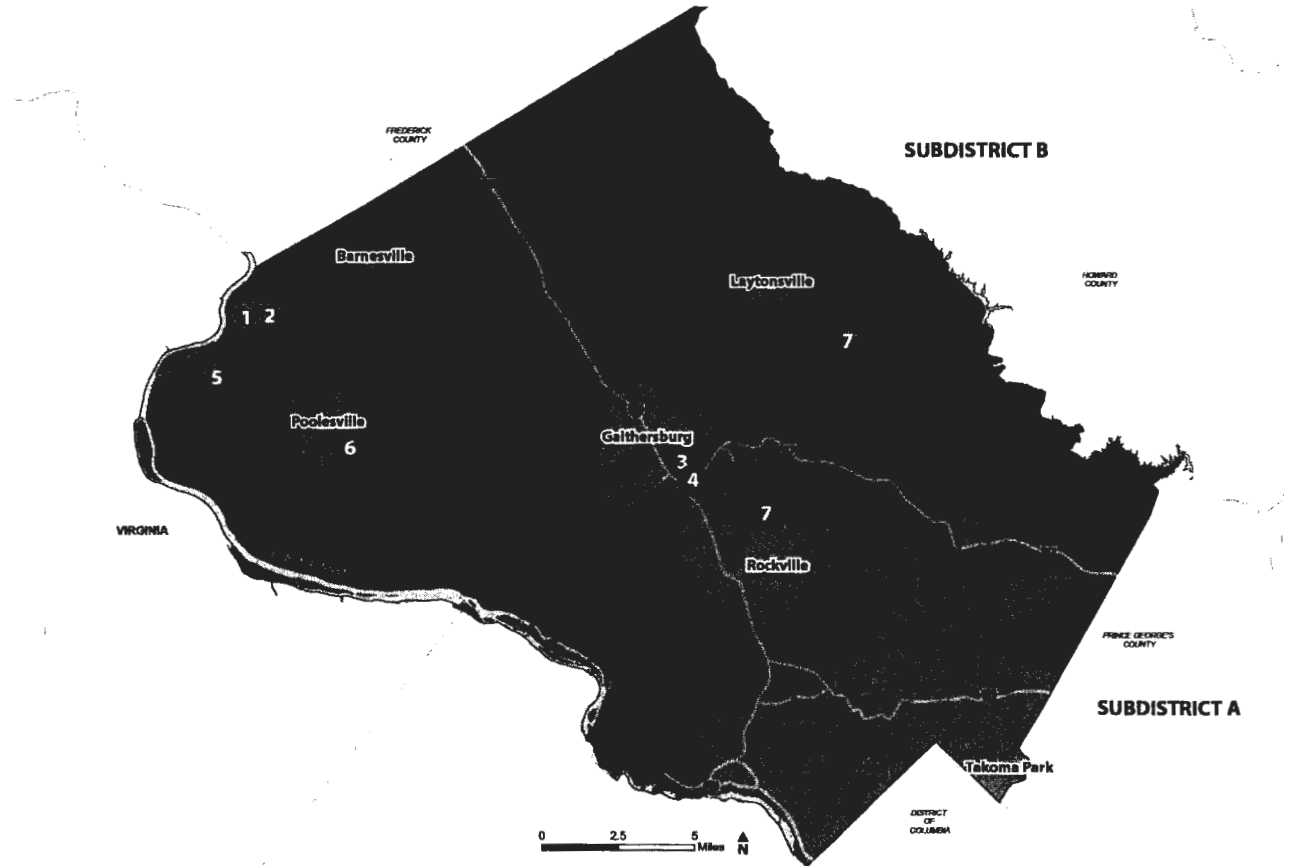 FREDERICK
COUNTY
SUBDISTRICT B
Barnesville
Laytonsville
HOWARD
COUNTY
1 2
7
5
Poolesville
6
Gaithersburg
3
4
7
VIRGINIA
Rockville
PRINCE GEORGE'S
COUNTY
SUBDISTRICT A
Takoma Park
DISTRICT
OF
COLUMBIA
0 2.5 5
Miles
N